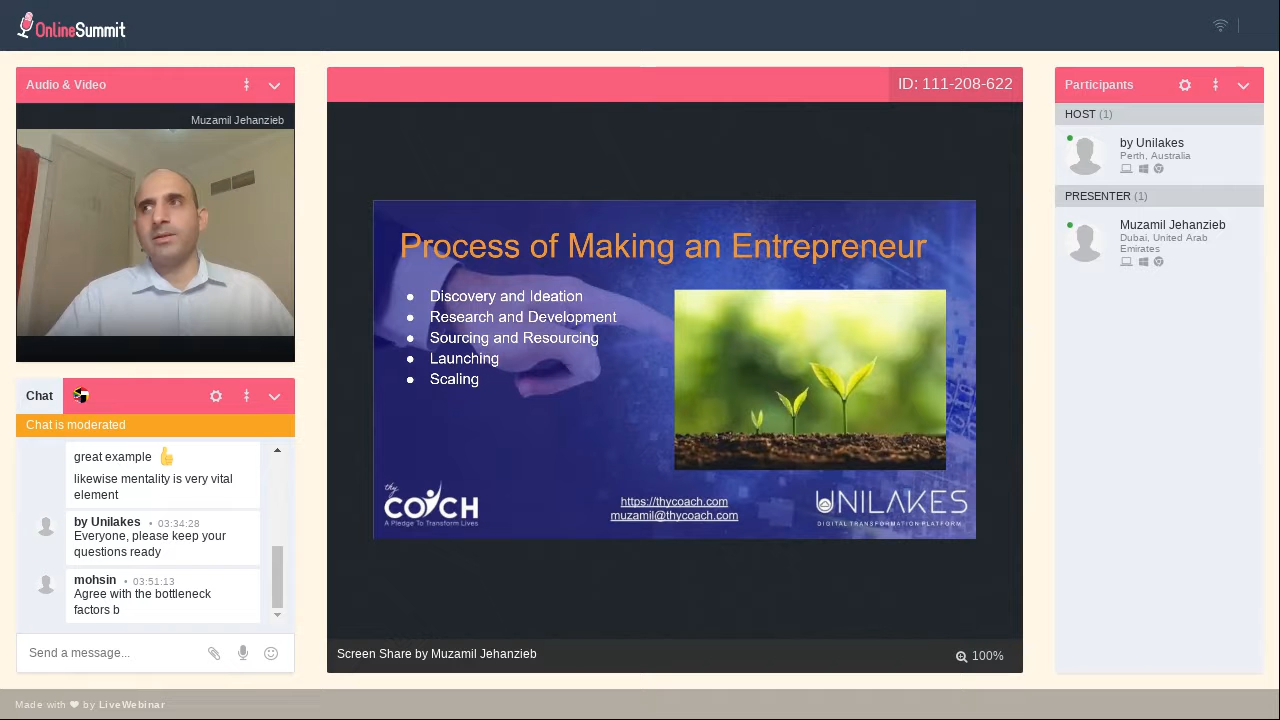 OnlineSummit
Audio & Video
Muzamil Jehanzieb
Chat
Chat is moderated
great example
likewise mentality is very vital
element
by Unilakes • 03:34:28
Everyone, please keep your
questions ready
mohsin • 03:51:13
Agree with the bottleneck
factors b
Send a message...
ID: 111-208-622
Process of Making an Entrepreneur
• Discovery and Ideation
• Research and Development
• Sourcing and Resourcing
• Launching
• Scaling
thy
COACH
A Pledge To Transform Lives
https://thycoach.com
muzamil@thycoach.com
UNILAKES
DIGITAL TRANSFORMATION PLATFORM
Screen Share by Muzamil Jehanzieb
100%
Participants
HOST (1)
by Unilakes
Perth, Australia
PRESENTER (1)
Muzamil Jehanzieb
Dubai, United Arab
Emirates
Made with ❤ by LiveWebinar